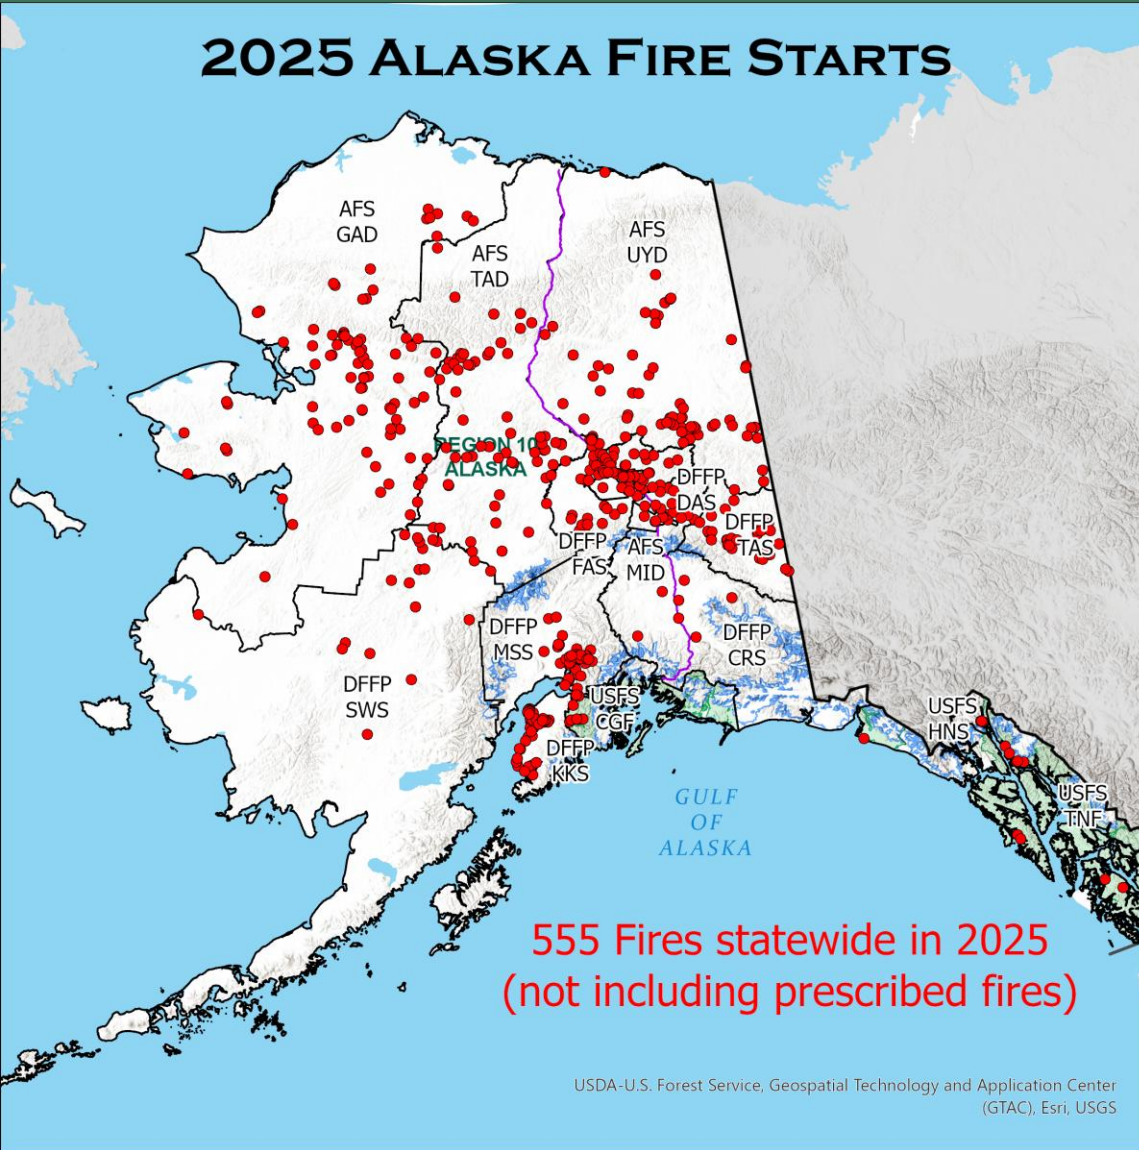 2025 ALASKA FIRE STARTS
AFS
GAD
AFS
TAD
AFS
UYD
REGION 10
ALASKA
DFFP
DAS
DFFP
TAS
DFFP
FAS
AFS
MID
DFFP
MSS
DFFP
CRS
DFFP
SWS
USFS
CGF
DFFP
KKS
USFS
HNS
USFS
TNF
GULF
OF
ALASKA
555 Fires statewide in 2025
(not including prescribed fires)
USDA-U.S. Forest Service, Geospatial Technology and Application Center
(GTAC), Esri, USGS